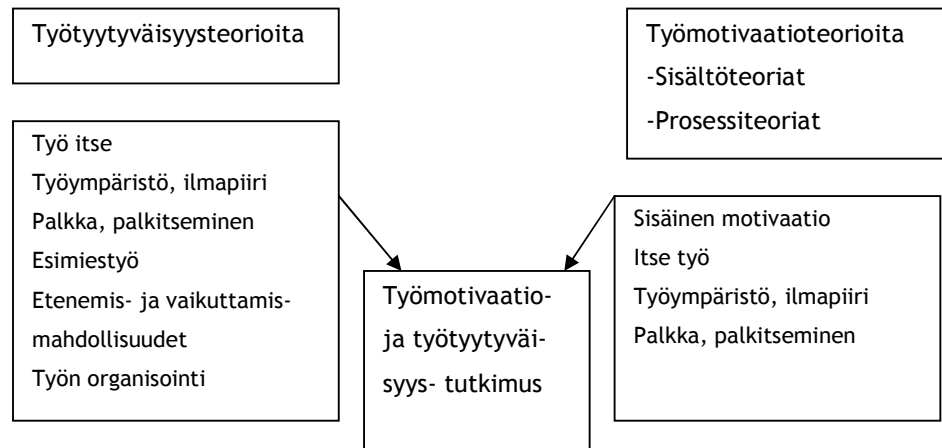 Työtyytyväisyysteorioita
Työmotivaatioteorioita
-Sisältöteoriat
-Prosessiteoriat
Työ itse
Työympäristö, ilmapiiri
Palkka, palkitseminen
Esimiestyö
Etenemis- ja vaikuttamis-
mahdollisuudet
Työn organisointi
Työmotivaatio-
ja työtyytyväi-
syys- tutkimus
Sisäinen motivaatio
Itse työ
Työympäristö, ilmapiiri
Palkka, palkitseminen